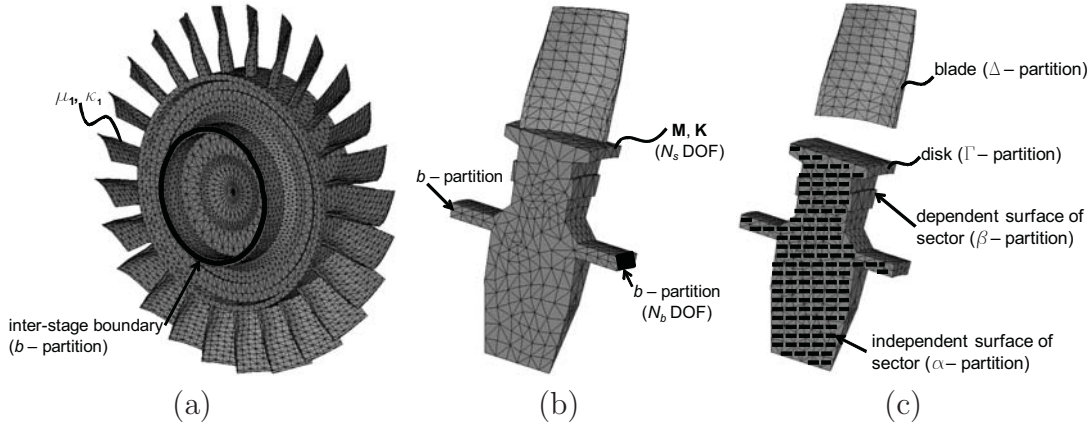 μ₁, κ₁
inter-stage boundary
(b – partition)
(a)
b – partition
M, K
(Nₛ DOF)
b – partition
(N_b DOF)
(b)
blade (Δ – partition)
disk (Γ – partition)
dependent surface of
sector (β – partition)
independent surface of
sector (α – partition)
(c)